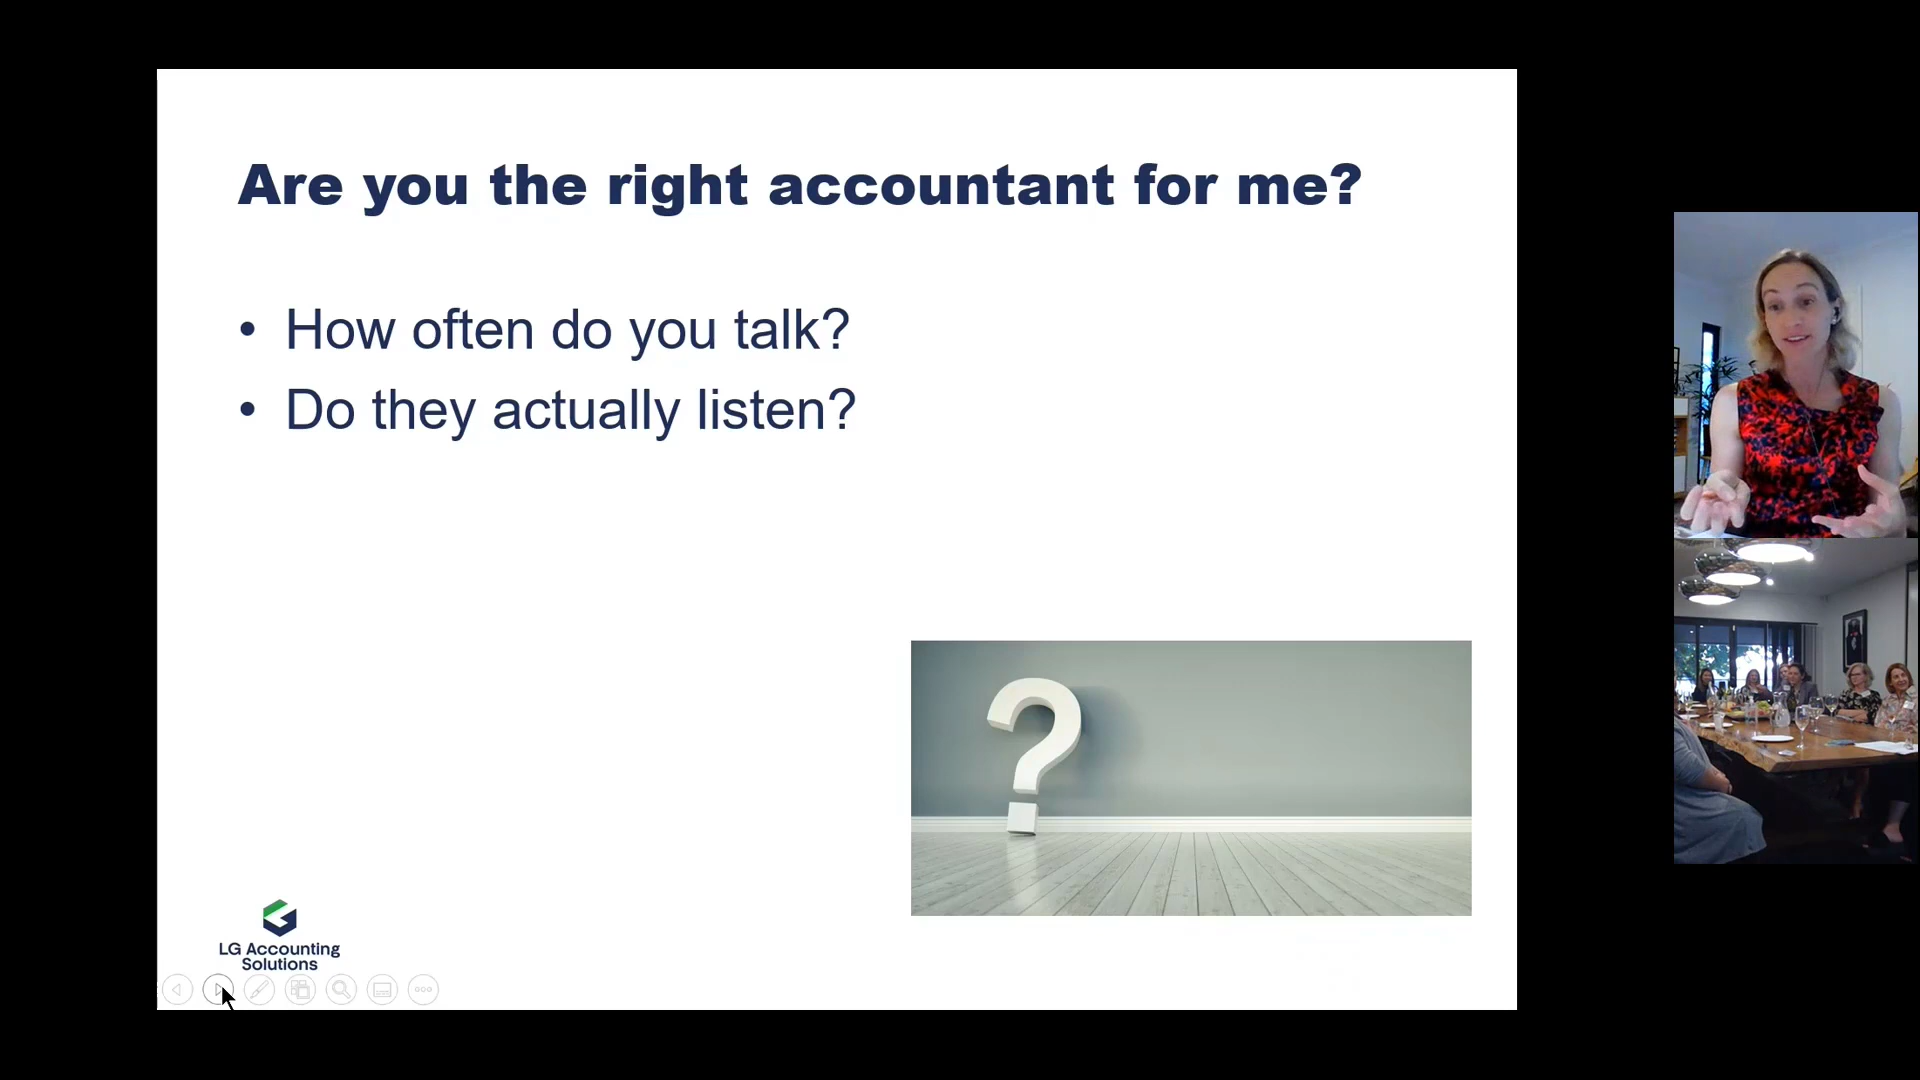 Are you the right accountant for me?
• How often do you talk?
• Do they actually listen?
?
LG Accounting
Solutions